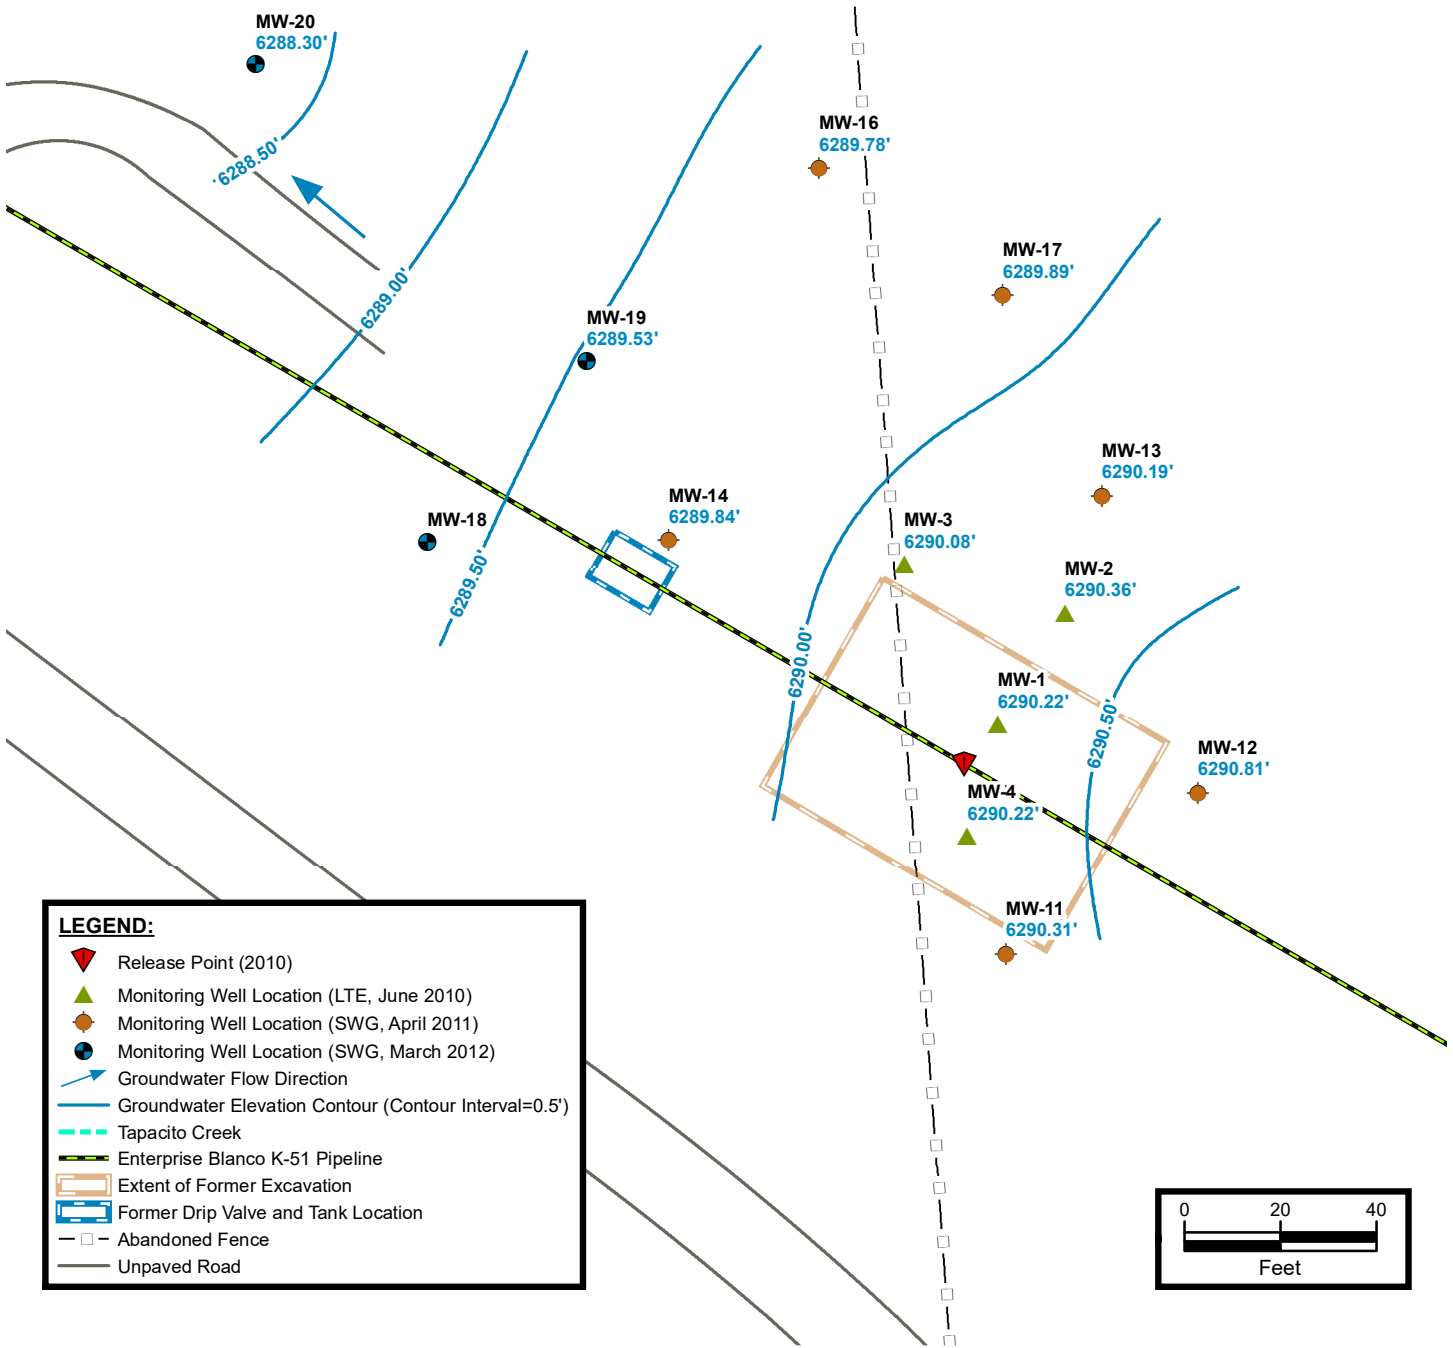 MW-20
6288.30'
6288.50'
MW-16
6289.78'
MW-17
6289.89'
6289.00'
MW-19
6289.53'
MW-13
6290.19'
MW-14
6289.84'
MW-18
MW-3
6290.08'
6289.50'
MW-2
6290.36'
6290.00'
MW-1
6290.22'
6290.50'
MW-12
6290.81'
MW-4
6290.22'
MW-11
6290.31'
LEGEND:
Release Point (2010)
Monitoring Well Location (LTE, June 2010)
Monitoring Well Location (SWG, April 2011)
Monitoring Well Location (SWG, March 2012)
Groundwater Flow Direction
Groundwater Elevation Contour (Contour Interval=0.5')
Tapacito Creek
Enterprise Blanco K-51 Pipeline
Extent of Former Excavation
Former Drip Valve and Tank Location
Abandoned Fence
Unpaved Road
0 20 40
Feet